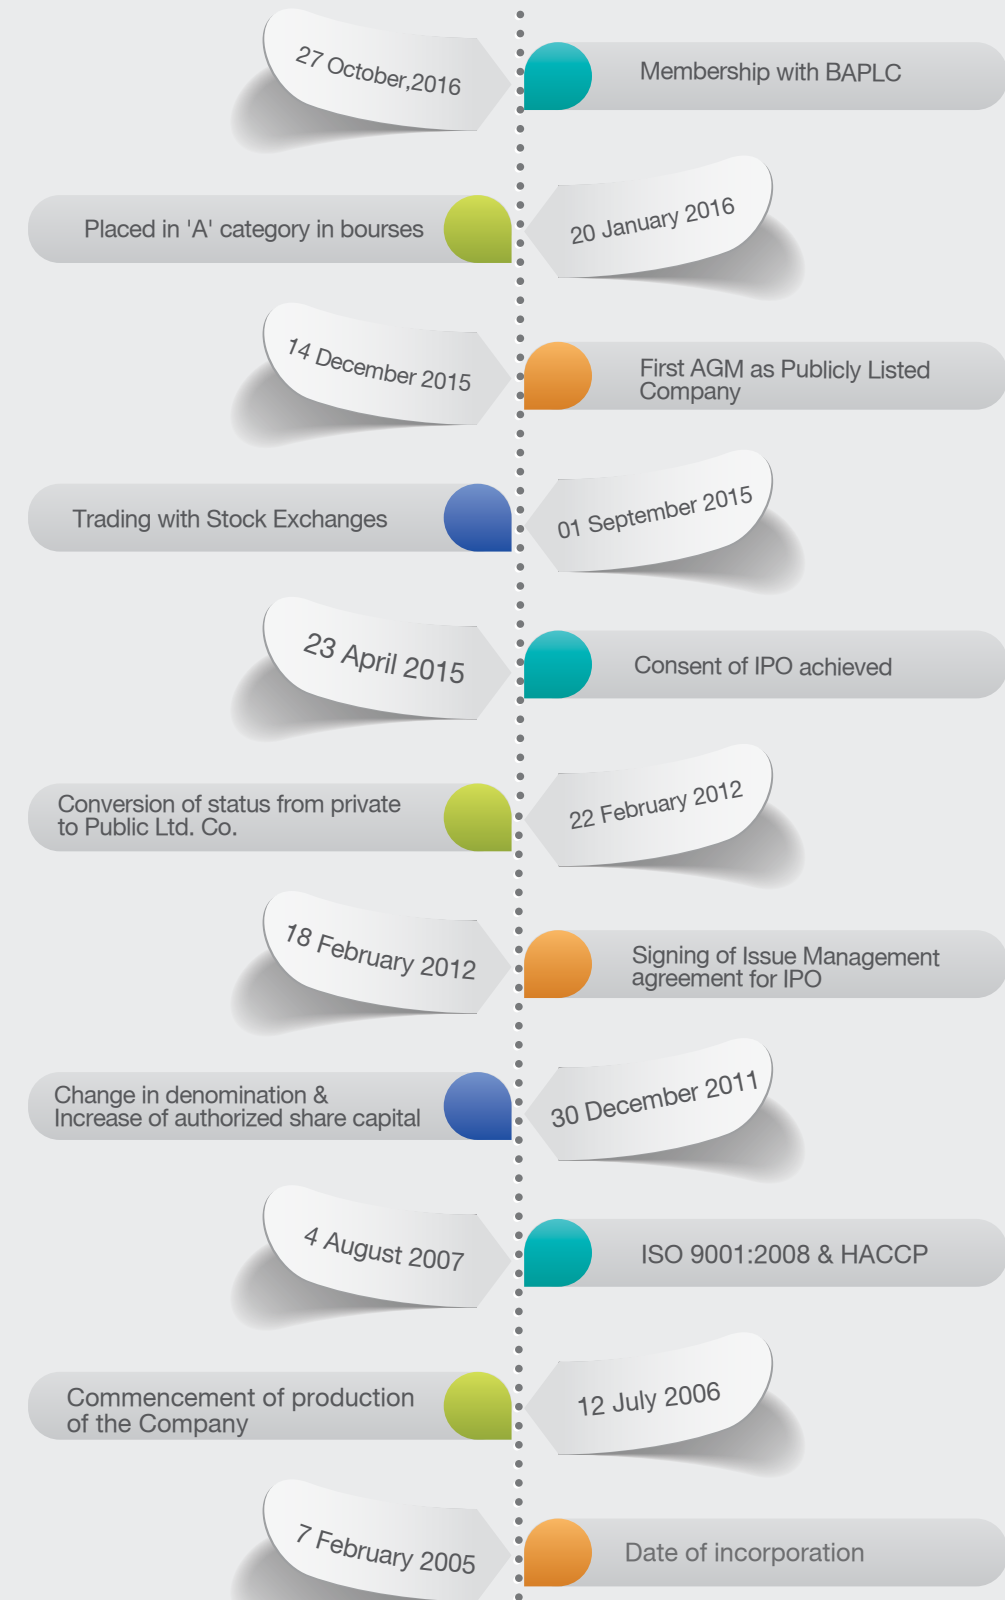 27 October,2016
Membership with BAPLC
Placed in 'A' category in bourses
20 January 2016
14 December 2015
First AGM as Publicly Listed
Company
Trading with Stock Exchanges
01 September 2015
23 April 2015
Consent of IPO achieved
Conversion of status from private
to Public Ltd. Co.
22 February 2012
18 February 2012
Signing of Issue Management
agreement for IPO
Change in denomination &
Increase of authorized share capital
30 December 2011
4 August 2007
ISO 9001:2008 & HACCP
Commencement of production
of the Company
12 July 2006
7 February 2005
Date of incorporation